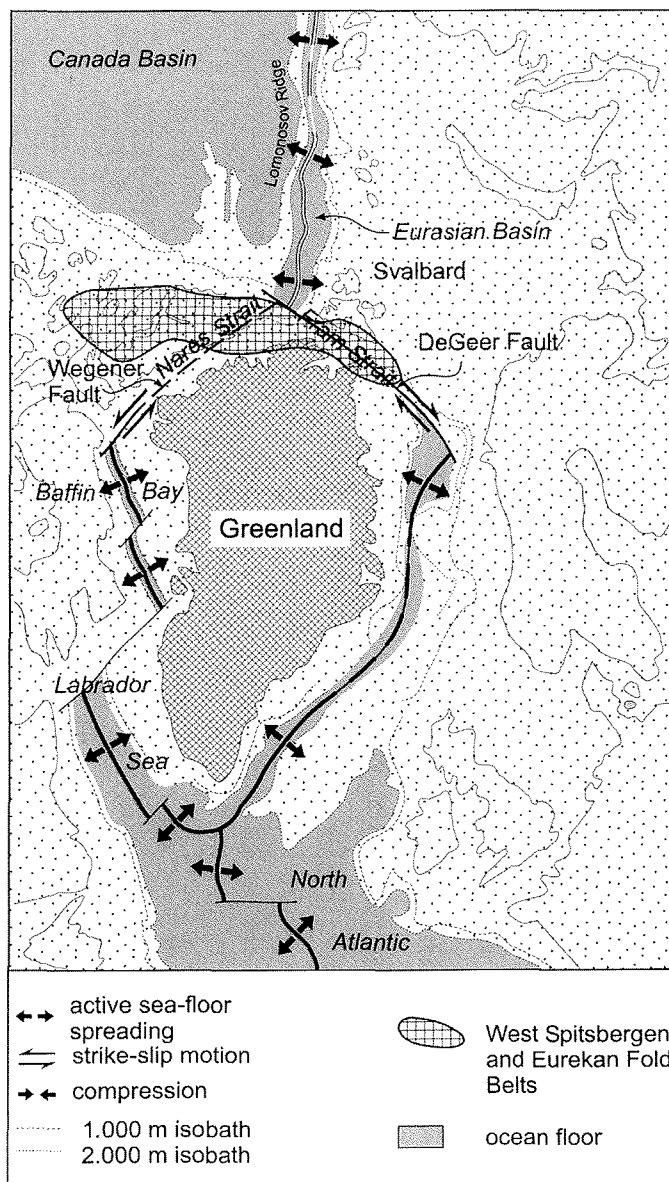 Canada Basin
Lomonosov Ridge
Eurasian Basin
Svalbard
Nares Strait
Fram Strait
DeGeer Fault
Wegener
Fault
Baffin Bay
Greenland
Labrador
Sea
North
Atlantic
active sea-floor
spreading
strike-slip motion
compression
1.000 m isobath
2.000 m isobath
West Spitsbergen
and Eurekan Fold
Belts
ocean floor